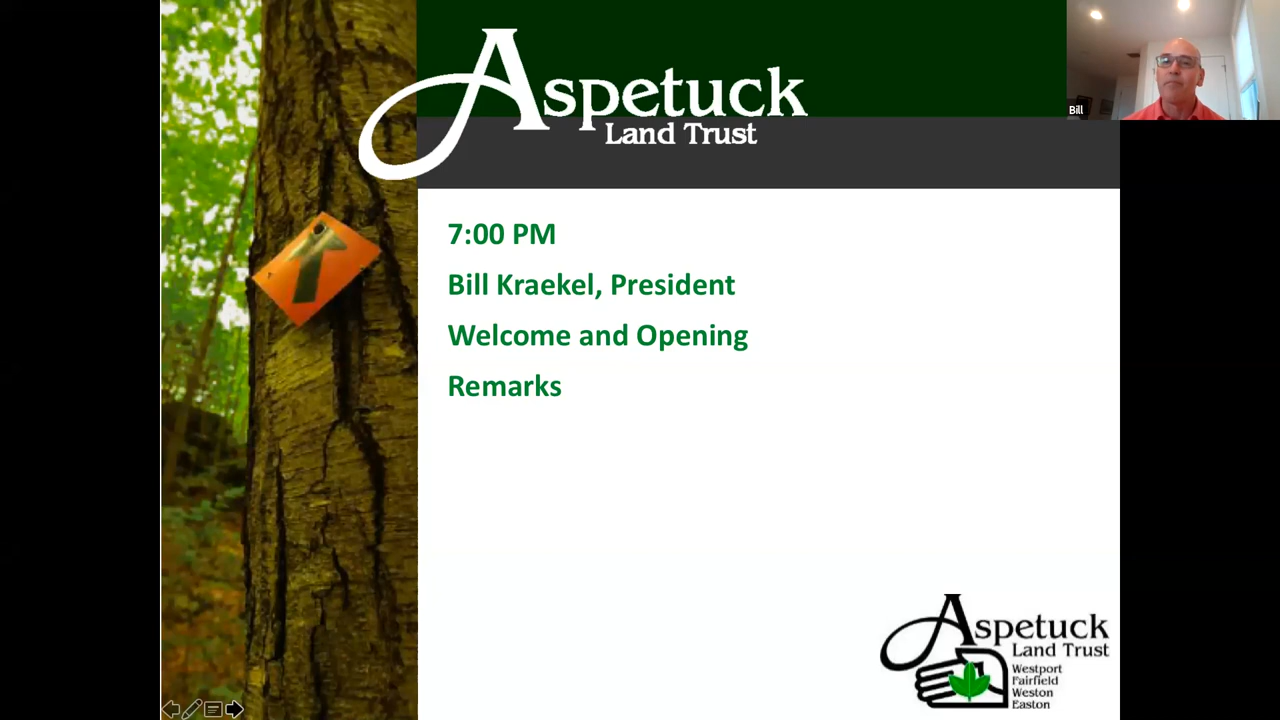 Aspetuck
Land Trust
Bill
7:00 PM
Bill Kraekel, President
Welcome and Opening
Remarks
Aspetuck
Land Trust
Westport
Fairfield
Weston
Easton